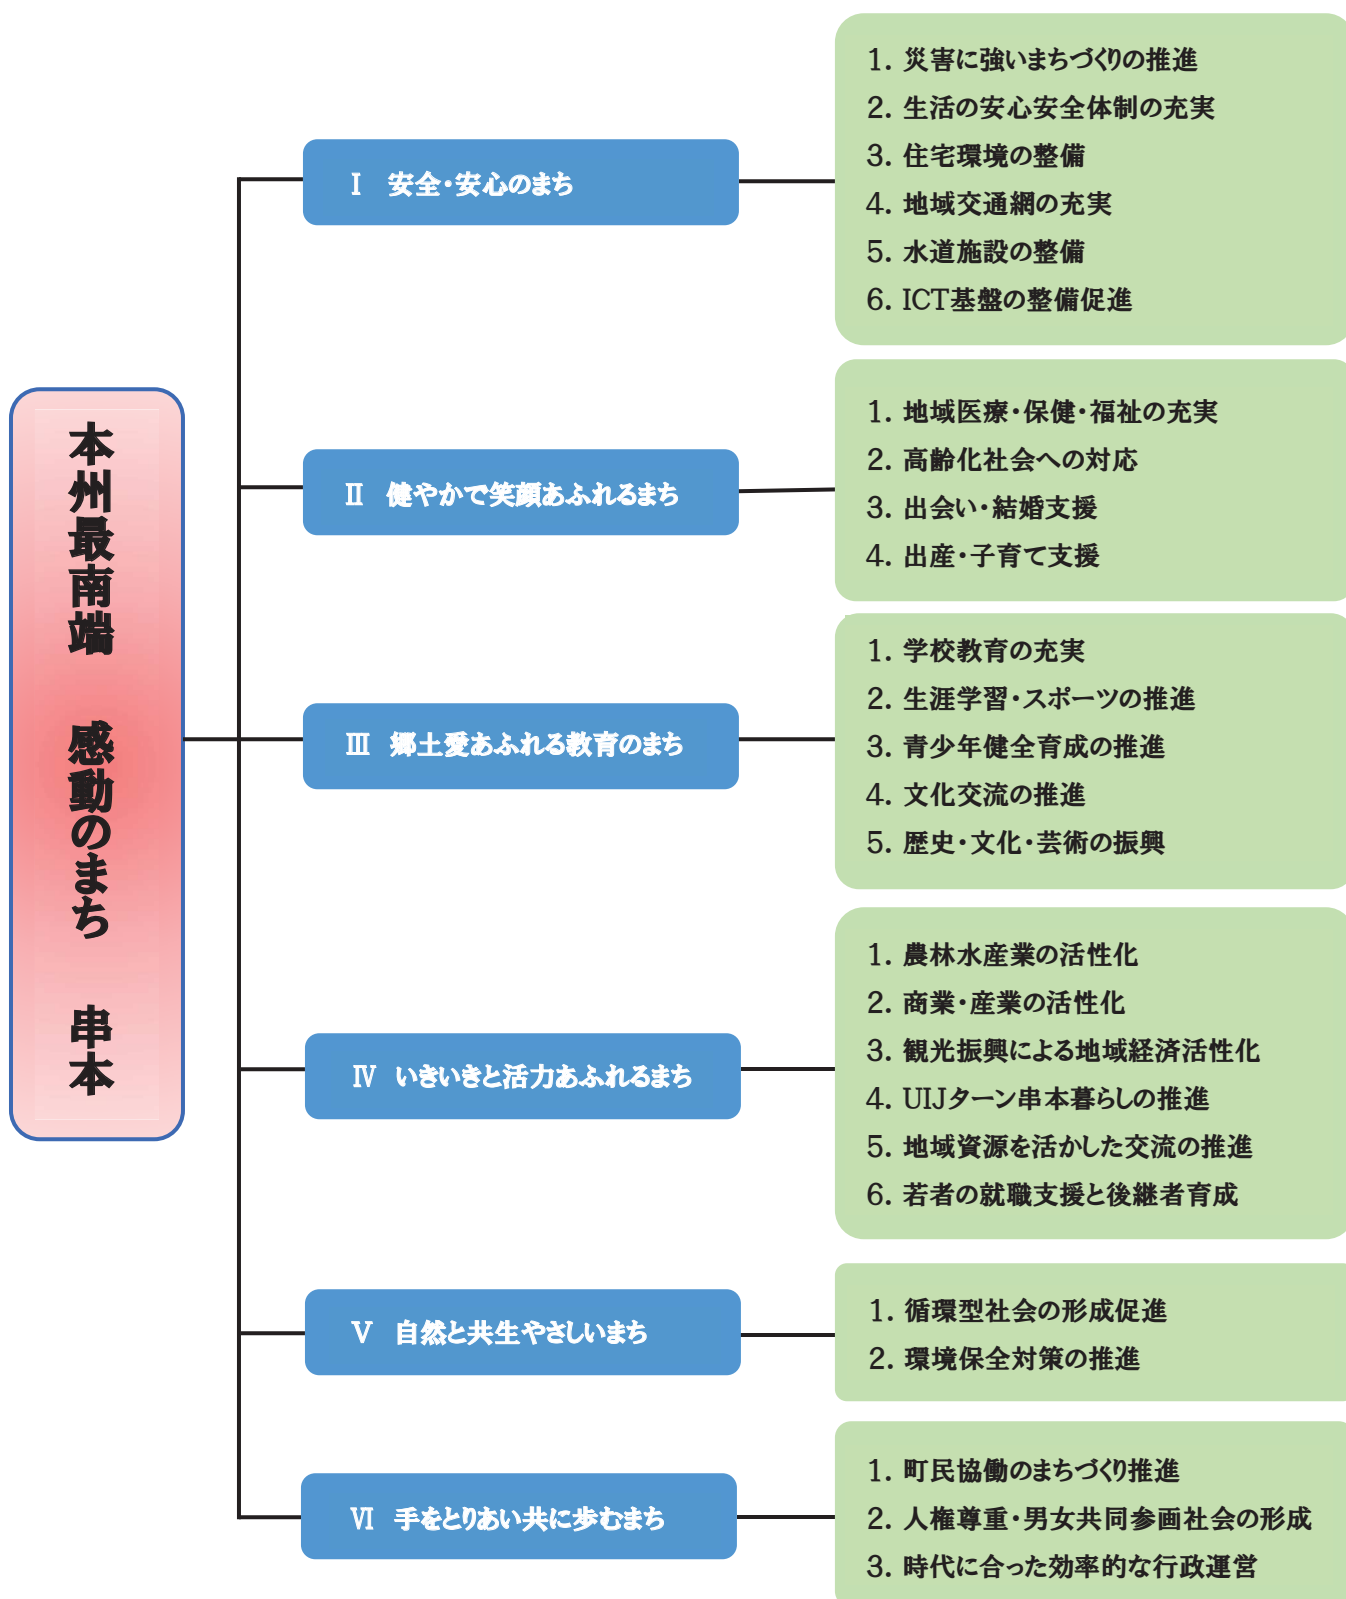 本州最南端 感動のまち 串本
Ⅰ 安全・安心のまち
1. 災害に強いまちづくりの推進
2. 生活の安心安全体制の充実
3. 住宅環境の整備
4. 地域交通網の充実
5. 水道施設の整備
6. ICT基盤の整備促進
Ⅱ 健やかで笑顔あふれるまち
1. 地域医療・保健・福祉の充実
2. 高齢化社会への対応
3. 出会い・結婚支援
4. 出産・子育て支援
Ⅲ 郷土愛あふれる教育のまち
1. 学校教育の充実
2. 生涯学習・スポーツの推進
3. 青少年健全育成の推進
4. 文化交流の推進
5. 歴史・文化・芸術の振興
Ⅳ いきいきと活力あふれるまち
1. 農林水産業の活性化
2. 商業・産業の活性化
3. 観光振興による地域経済活性化
4. UIJターン串本暮らしの推進
5. 地域資源を活かした交流の推進
6. 若者の就職支援と後継者育成
Ⅴ 自然と共生やさしいまち
1. 循環型社会の形成促進
2. 環境保全対策の推進
Ⅵ 手をとりあい共に歩むまち
1. 町民協働のまちづくり推進
2. 人権尊重・男女共同参画社会の形成
3. 時代に合った効率的な行政運営